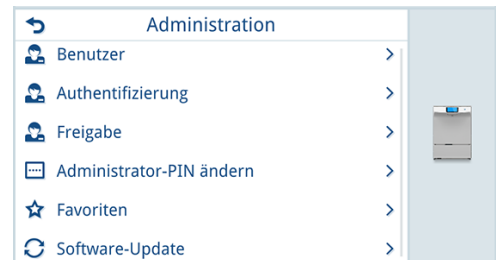 Administration
Benutzer
Authentifizierung
Freigabe
Administrator-PIN ändern
Favoriten
Software-Update